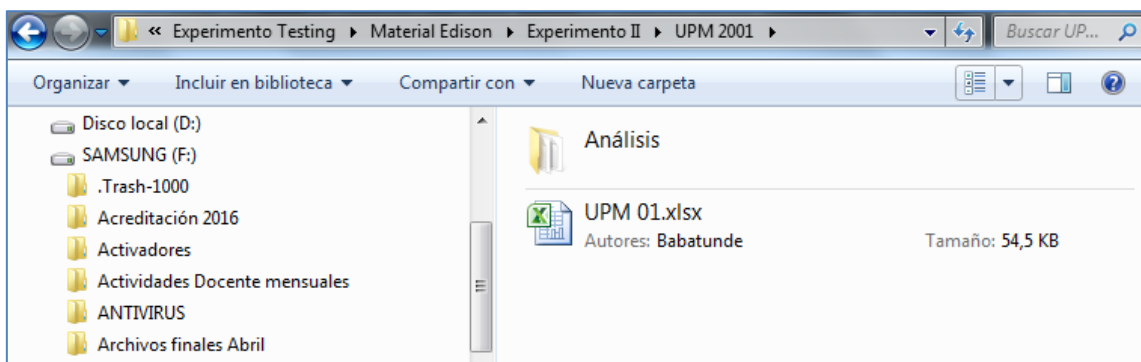 « Experimento Testing ▸ Material Edison ▸ Experimento II ▸ UPM 2001 ▸
Buscar UP...
Organizar ▾ Incluir en biblioteca ▾ Compartir con ▾ Nueva carpeta
Disco local (D:)
SAMSUNG (F:)
.Trash-1000
Acreditación 2016
Activadores
Actividades Docente mensuales
ANTIVIRUS
Archivos finales Abril
Análisis
UPM 01.xlsx
Autores: Babatunde Tamaño: 54,5 KB